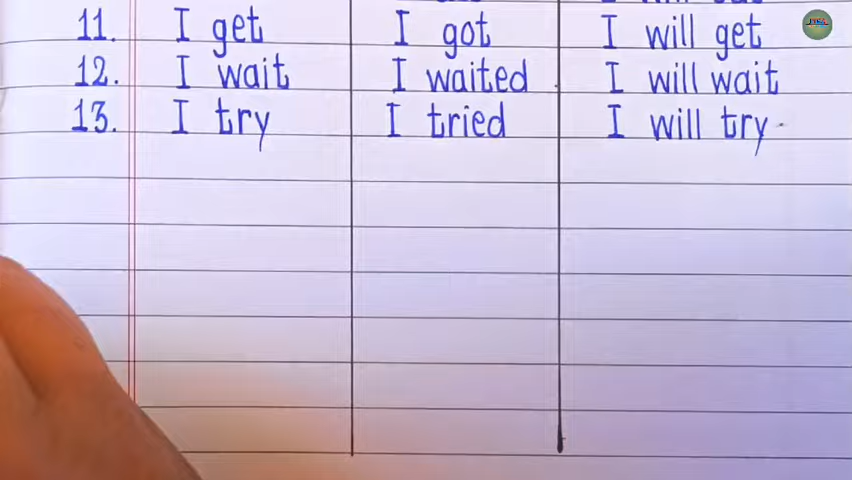 11. I get I got I will get
12. I wait I waited I will wait
13. I try I tried I will try